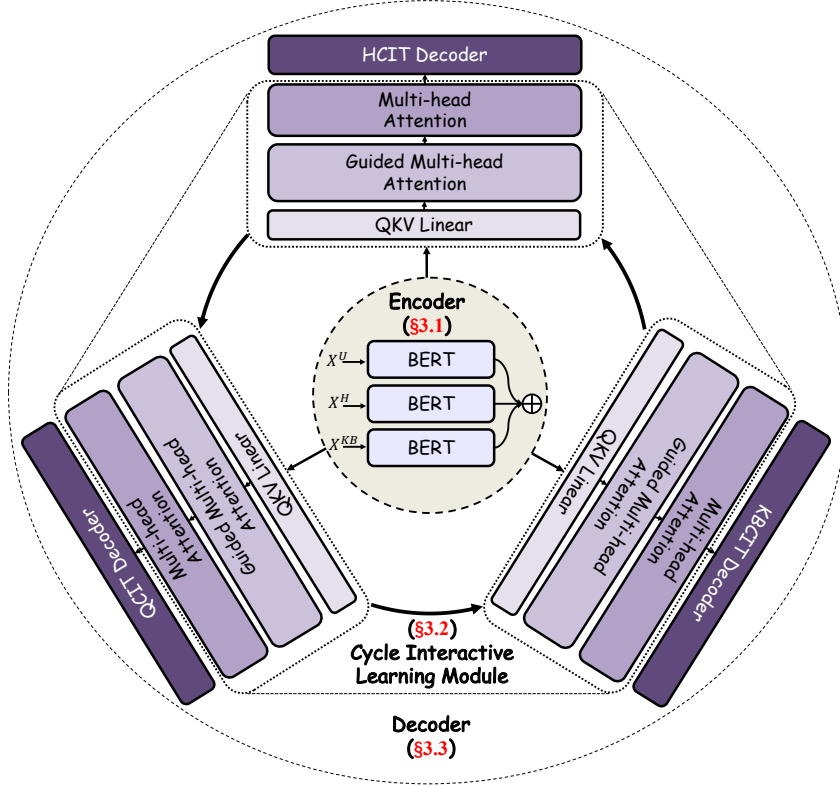 HCIT Decoder
Multi-head
Attention
Guided Multi-head
Attention
QKV Linear
Encoder
(§3.1)
X^U
BERT
X^H
BERT
X^KB
BERT
QKV Linear
Guided Multi-head
Attention
Multi-head
Attention
QCIT Decoder
QKV Linear
Guided Multi-head
Attention
Multi-head
Attention
KBCIT Decoder
(§3.2)
Cycle Interactive
Learning Module
Decoder
(§3.3)